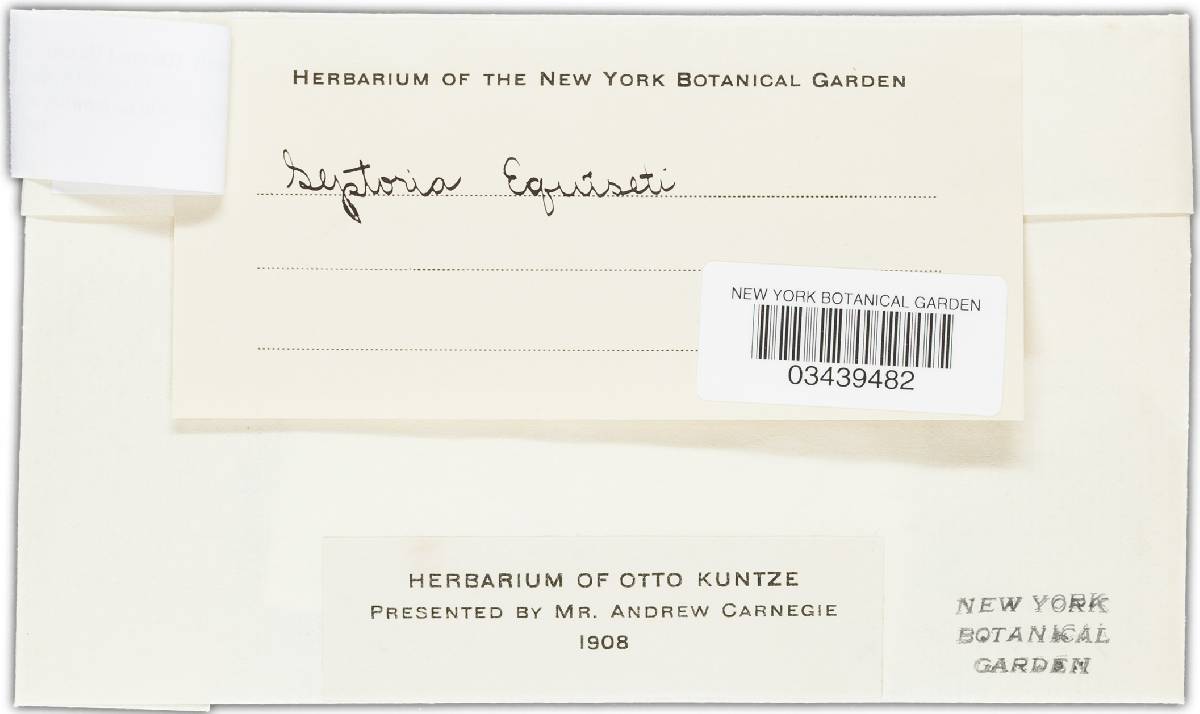 HERBARIUM OF THE NEW YORK BOTANICAL GARDEN
Septoria Equiseti
NEW YORK BOTANICAL GARDEN
03439482
HERBARIUM OF OTTO KUNTZE
PRESENTED BY MR. ANDREW CARNEGIE
1908
NEW YORK
BOTANICAL
GARDEN